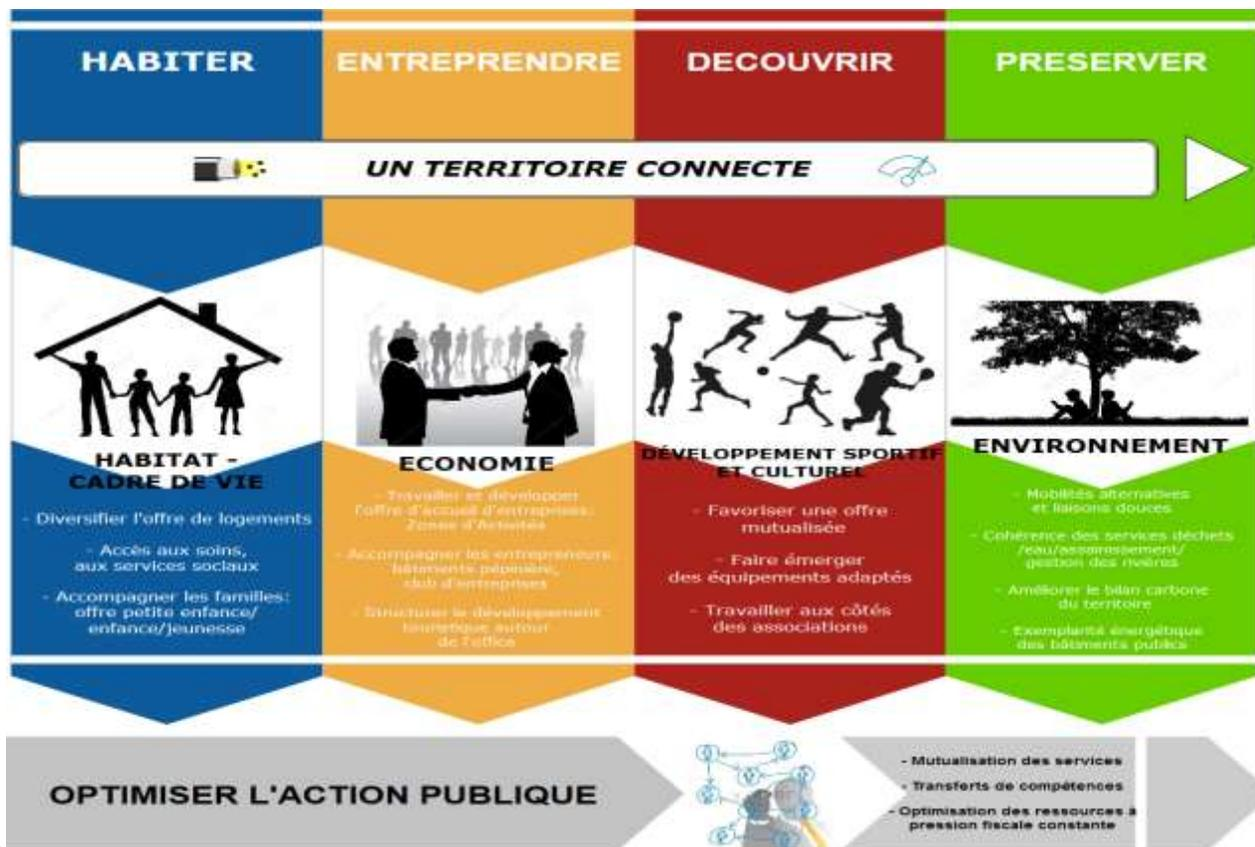 HABITER
ENTREPRENDRE
DECOUVRIR
PRESERVER
UN TERRITOIRE CONNECTE
HABITAT -
CADRE DE VIE
- Diversifier l'offre de logements
- Accès aux soins,
aux services sociaux
- Accompagner les familles:
offre petite enfance/
enfance/jeunesse
ECONOMIE
- Travailler et développer
l'offre d'accueil d'entreprises:
Zones d'Activités
- Accompagner les entrepreneurs:
bâtiments pépinière,
club d'entreprises
- Structurer le développement
touristique autour
de l'office
DÉVELOPPEMENT SPORTIF
ET CULTUREL
- Favoriser une offre
mutualisée
- Faire émerger
des équipements adaptés
- Travailler aux côtés
des associations
ENVIRONNEMENT
- Mobilités alternatives
et liaisons douces
- Cohérence des services déchets
/eau/assainissement/
gestion des rivières
- Améliorer le bilan carbone
du territoire
- Exemplarité énergétique
des bâtiments publics
OPTIMISER L'ACTION PUBLIQUE
- Mutualisation des services
- Transferts de compétences
- Optimisation des ressources à
pression fiscale constante